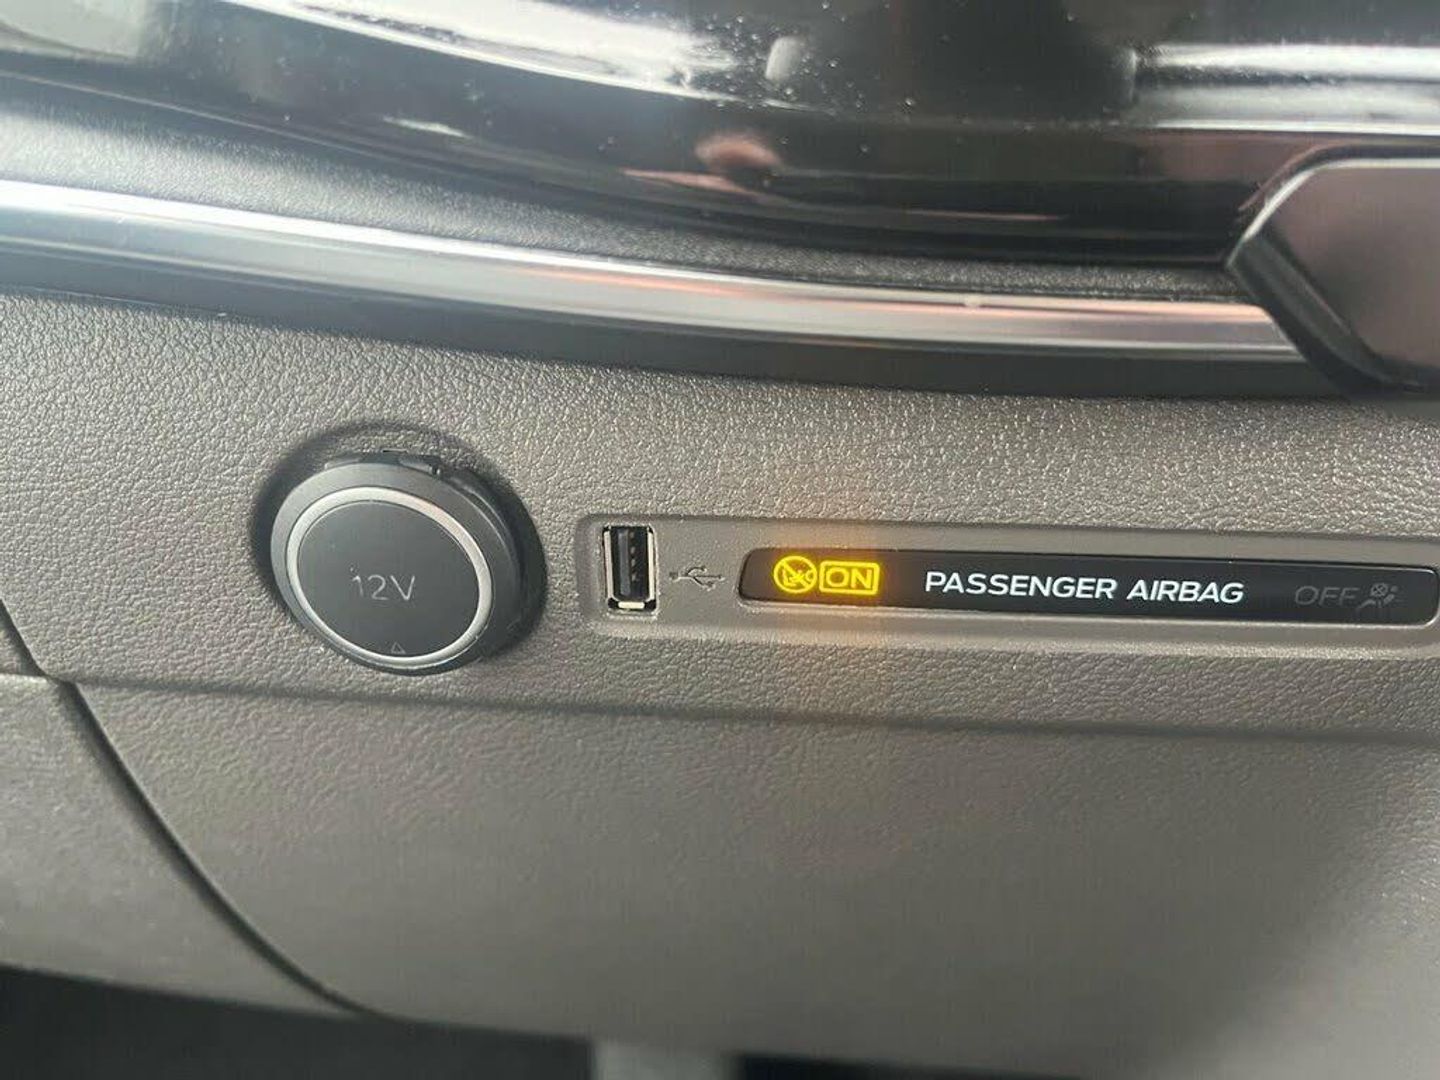 12V
ON PASSENGER AIRBAG OFF